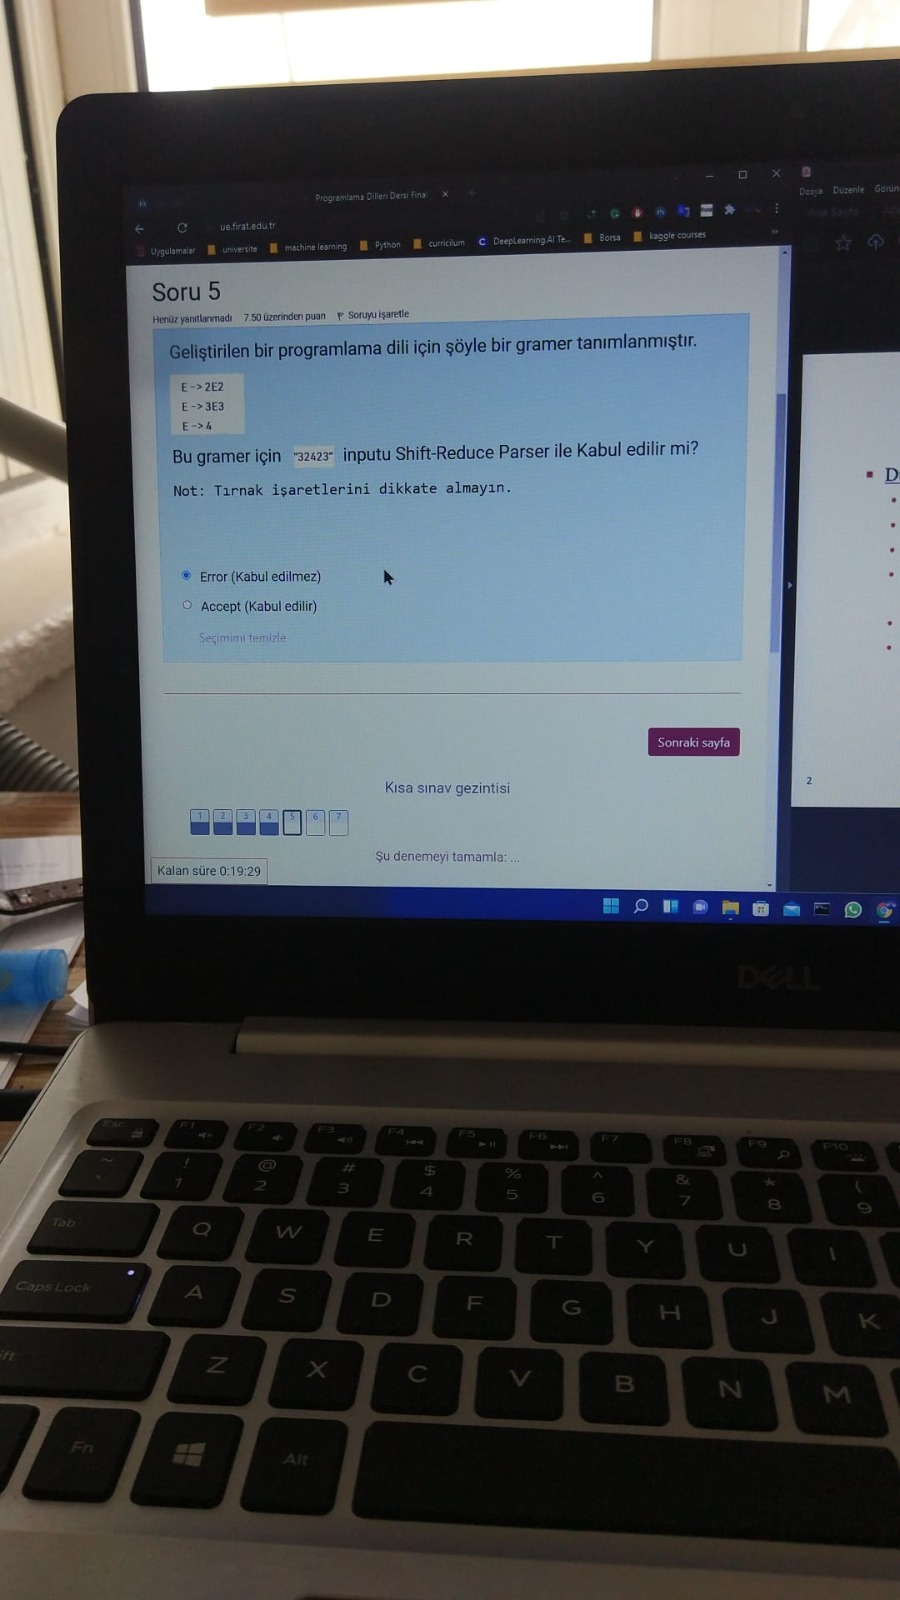 Programlama Dilleri Dersi Final
Dosya Düzenle Görün
ue.firat.edu.tr
Ana Sayfa
Uygulamalar universite machine learning Python curricilum DeepLearning.AI Te... Borsa kaggle courses
Soru 5
Henüz yanıtlanmadı 7.50 üzerinden puan Soruyu işaretle
Geliştirilen bir programlama dili için şöyle bir gramer tanımlanmıştır.
E -> 2E2
E -> 3E3
E -> 4
Bu gramer için "32423" inputu Shift-Reduce Parser ile Kabul edilir mi?
Not: Tırnak işaretlerini dikkate almayın.
Error (Kabul edilmez)
Accept (Kabul edilir)
Seçimimi temizle
Sonraki sayfa
Kısa sınav gezintisi
1 2 3 4 5 6 7
Şu denemeyi tamamla: ...
Kalan süre 0:19:29
2
DELL
Esc F1 F2 F3 F4 F5 F6 F7 F8 F9 F10
~ ` ! 1 @ 2 # 3 $ 4 % 5 ^ 6 & 7 * 8 ( 9
Tab Q W E R T Y U I
Caps Lock A S D F G H J K
ift Z X C V B N M
Fn Alt